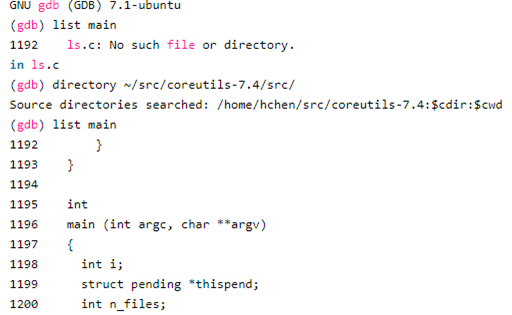 GNU gdb (GDB) 7.1-ubuntu
(gdb) list main
1192    ls.c: No such file or directory.
in ls.c
(gdb) directory ~/src/coreutils-7.4/src/
Source directories searched: /home/hchen/src/coreutils-7.4:$cdir:$cwd
(gdb) list main
1192        }
1193    }
1194
1195    int
1196    main (int argc, char **argv)
1197    {
1198      int i;
1199      struct pending *thispend;
1200      int n_files;